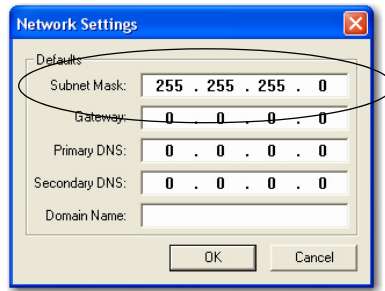 Network Settings
Defaults
Subnet Mask: 255 . 255 . 255 . 0
Gateway: 0 . 0 . 0 . 0
Primary DNS: 0 . 0 . 0 . 0
Secondary DNS: 0 . 0 . 0 . 0
Domain Name:
OK Cancel